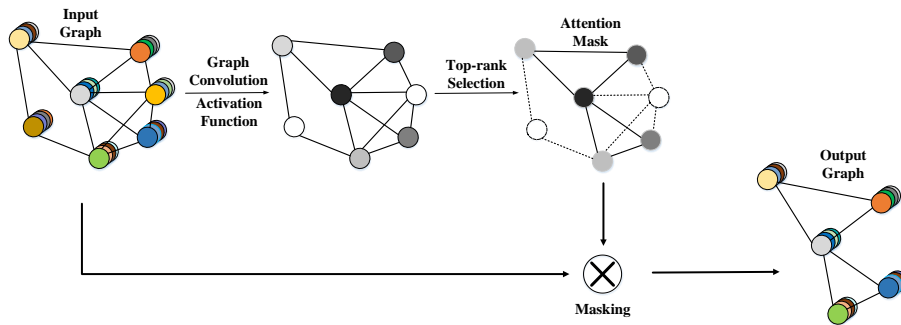 Input
Graph
Graph
Convolution
Activation
Function
Top-rank
Selection
Attention
Mask
Output
Graph
Masking